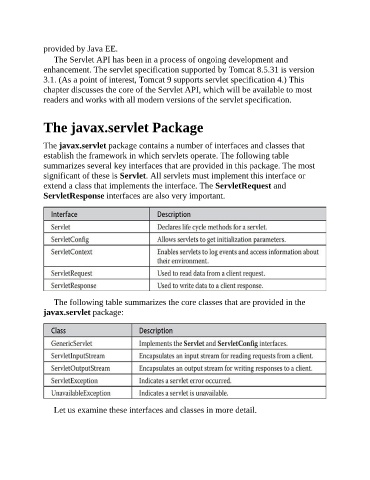 provided by Java EE.
The Servlet API has been in a process of ongoing development and
enhancement. The servlet specification supported by Tomcat 8.5.31 is version
3.1. (As a point of interest, Tomcat 9 supports servlet specification 4.) This
chapter discusses the core of the Servlet API, which will be available to most
readers and works with all modern versions of the servlet specification.
The javax.servlet Package
The javax.servlet package contains a number of interfaces and classes that
establish the framework in which servlets operate. The following table
summarizes several key interfaces that are provided in this package. The most
significant of these is Servlet. All servlets must implement this interface or
extend a class that implements the interface. The ServletRequest and
ServletResponse interfaces are also very important.
Interface Description
Servlet Declares life cycle methods for a servlet.
ServletConfig Allows servlets to get initialization parameters.
ServletContext Enables servlets to log events and access information about
their environment.
ServletRequest Used to read data from a client request.
ServletResponse Used to write data to a client response.
The following table summarizes the core classes that are provided in the
javax.servlet package:
Class Description
GenericServlet Implements the Servlet and ServletConfig interfaces.
ServletInputStream Encapsulates an input stream for reading requests from a client.
ServletOutputStream Encapsulates an output stream for writing responses to a client.
ServletException Indicates a servlet error occurred.
UnavailableException Indicates a servlet is unavailable.
Let us examine these interfaces and classes in more detail.